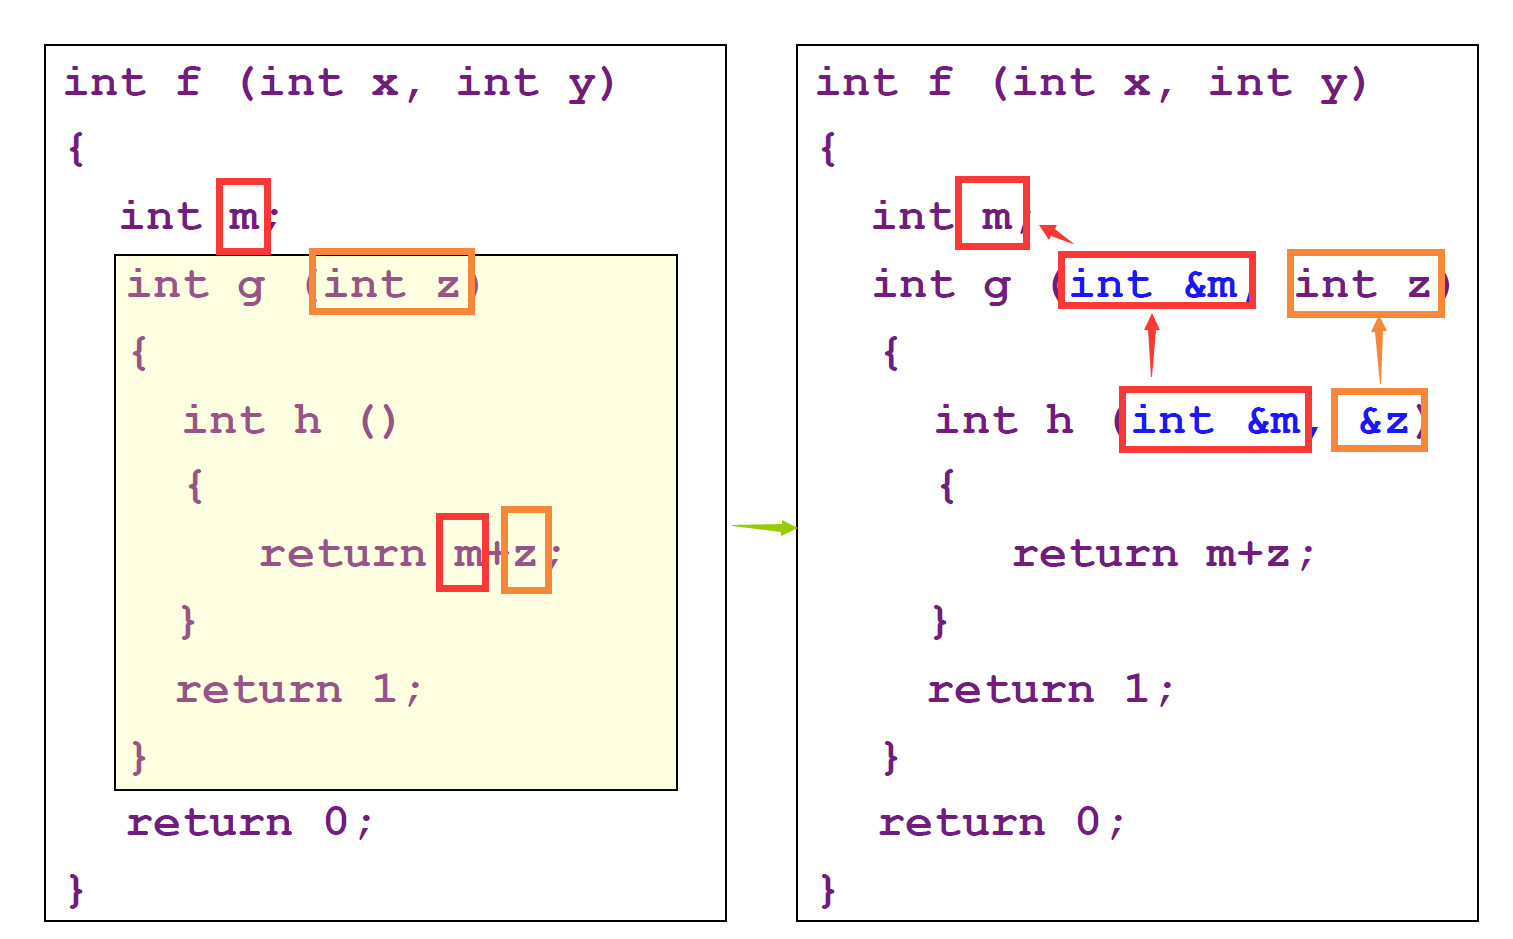 int f (int x, int y)
{
int m;
int g (int z)
{
int h ()
{
return m+z;
}
return 1;
}
return 0;
}
int f (int x, int y)
{
int m;
int g (int &m, int z)
{
int h (int &m, &z)
{
return m+z;
}
return 1;
}
return 0;
}